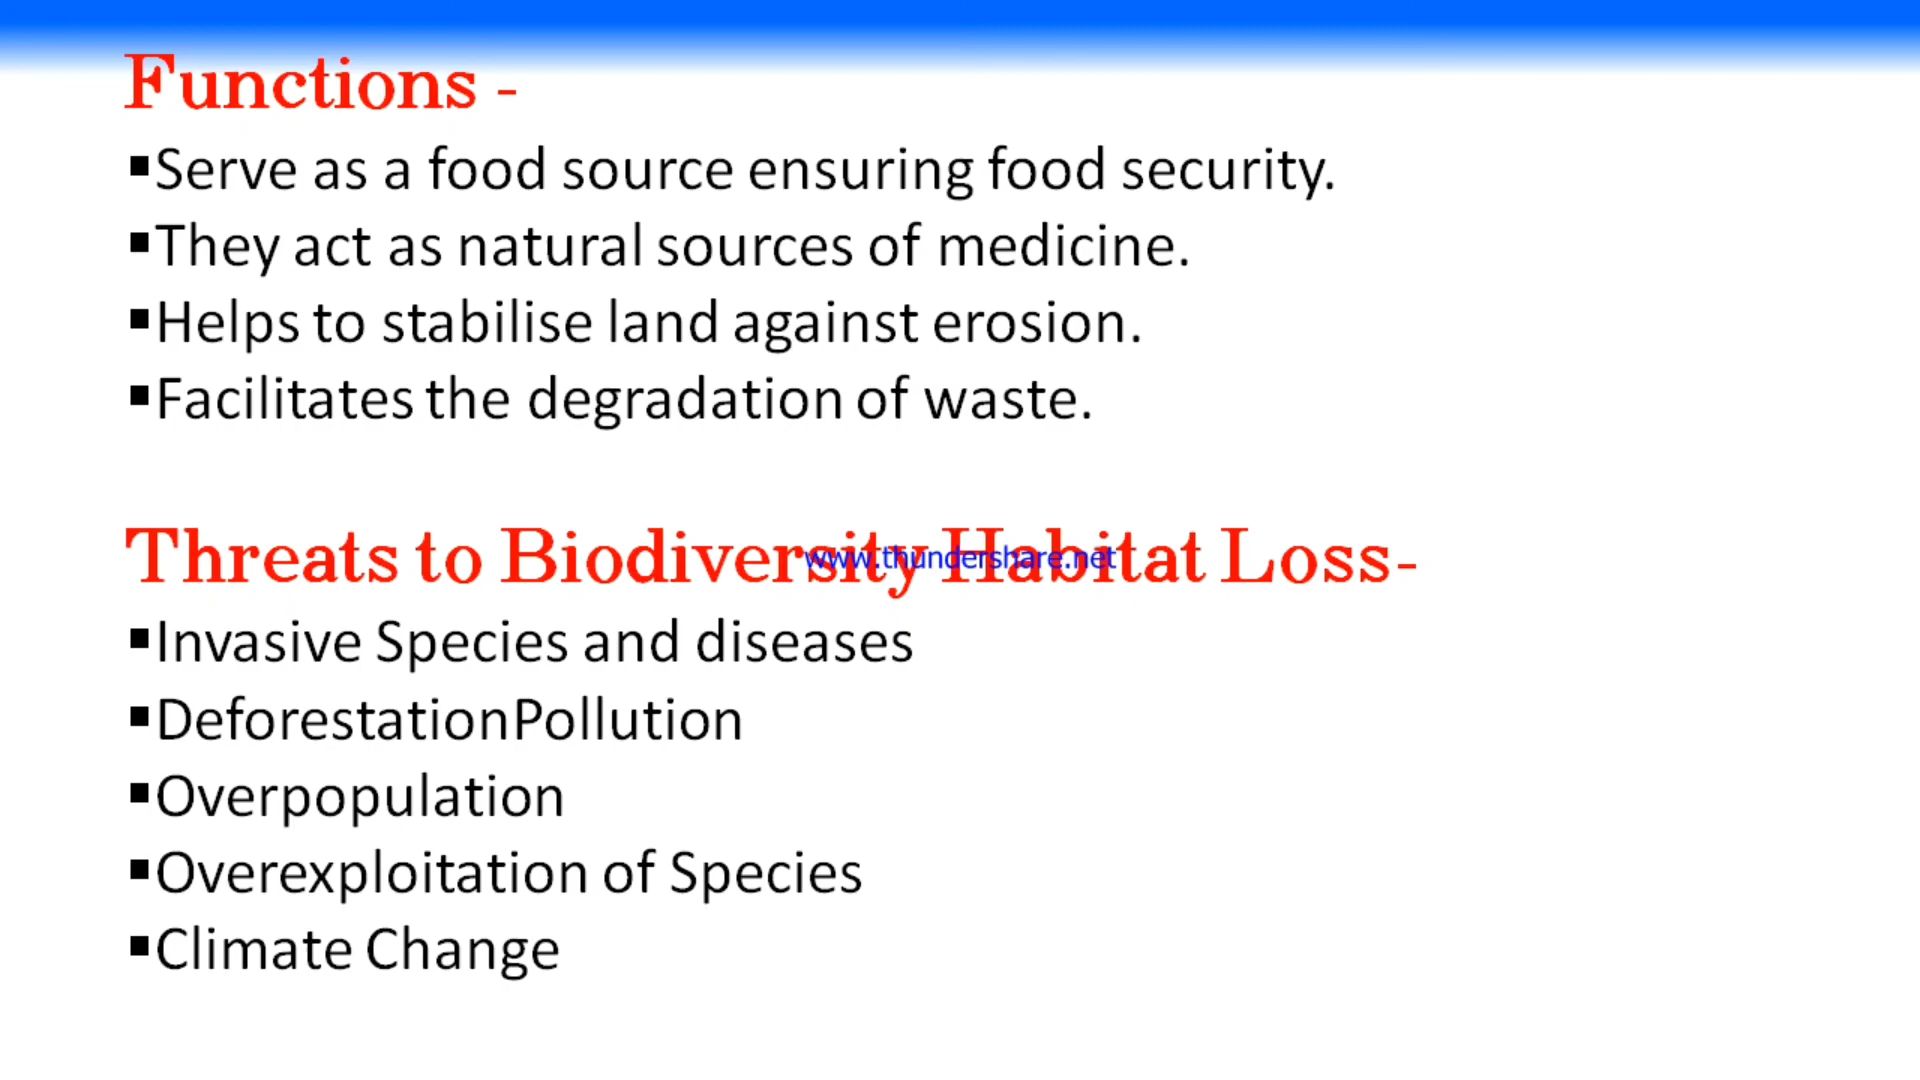 Functions -
▪Serve as a food source ensuring food security.
▪They act as natural sources of medicine.
▪Helps to stabilise land against erosion.
▪Facilitates the degradation of waste.
Threats to Biodiversity Habitat Loss-
www.thundershare.net
▪Invasive Species and diseases
▪DeforestationPollution
▪Overpopulation
▪Overexploitation of Species
▪Climate Change